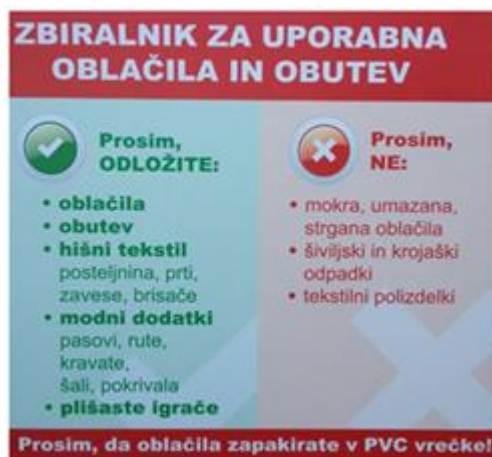 ZBIRALNIK ZA UPORABNA
OBLAČILA IN OBUTEV
Prosim,
ODLOŽITE:
• oblačila
• obutev
• hišni tekstil
posteljnina, prti,
zavese, brisače
• modni dodatki
pasovi, rute,
kravate,
šali, pokrivala
• plišaste igrače
Prosim,
NE:
• mokra, umazana,
strgana oblačila
• šiviljski in krojaški
odpadki
• tekstilni polizdelki
Prosim, da oblačila zapakirate v PVC vrečke!